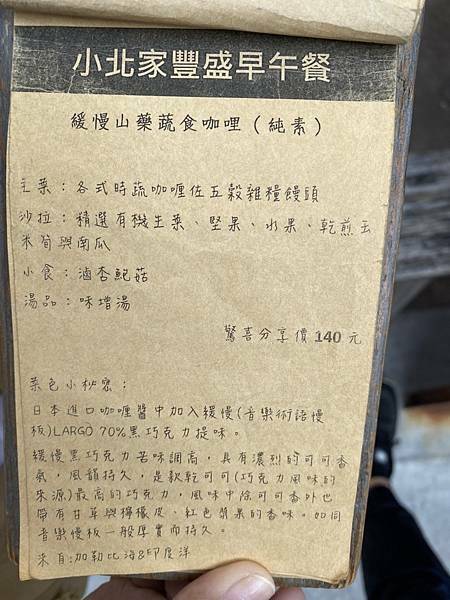 小北家豐盛早午餐
緩慢山藥蔬食咖哩（純素）
主菜：各式時蔬咖喱佐五穀雜糧饅頭
沙拉：精選有機生菜、堅果、水果、乾煎玉
米筍與南瓜
小食：滷杏鮑菇
湯品：味增湯
驚喜分享價 140 元
菜色小秘密：
日本進口咖喱醬中加入緩慢(音樂術語慢
板)LARGO 70%黑巧克力提味。
緩慢黑巧克力苦味調高，具有濃烈的可可香
氣，風韻持久，是款乾可可(巧克力風味的
來源)最高的巧克力，風味中除可可香外也
帶有甘草與檸檬皮、紅色漿果的香味。如同
音樂慢板一般厚實而持久。
來自:加勒比海&印度洋